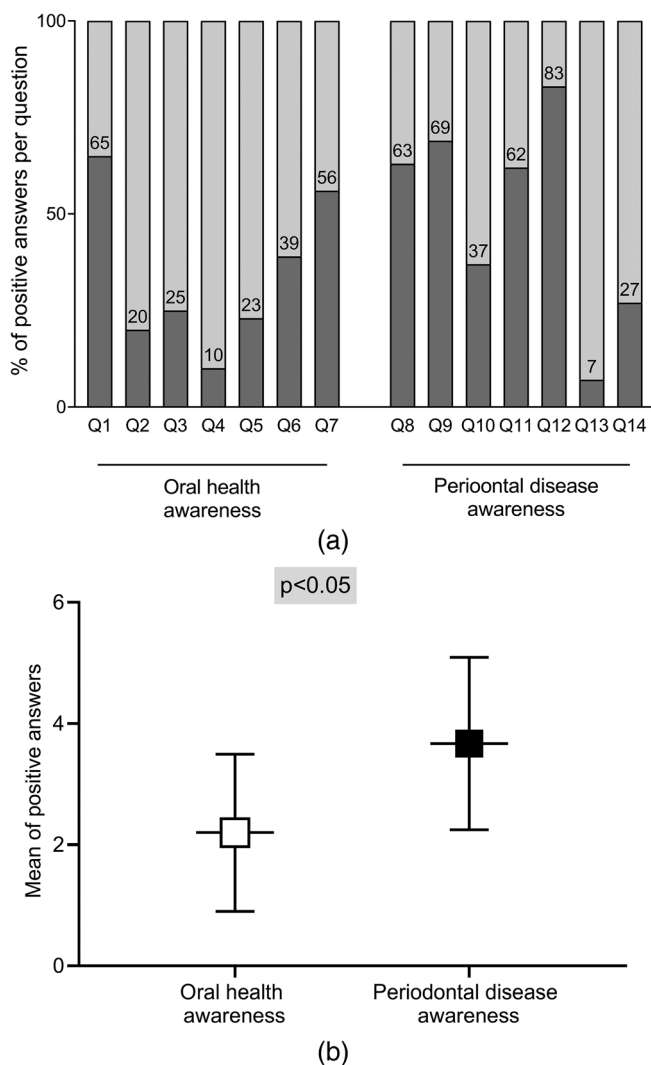 % of positive answers per question
100
50
0
65
20
25
10
23
39
56
63
69
37
62
83
7
27
Q1 Q2 Q3 Q4 Q5 Q6 Q7 Q8 Q9 Q10 Q11 Q12 Q13 Q14
Oral health
awareness
Perioontal disease
awareness
(a)
p<0.05
Mean of positive answers
6
4
2
0
Oral health
awareness
Periodontal disease
awareness
(b)